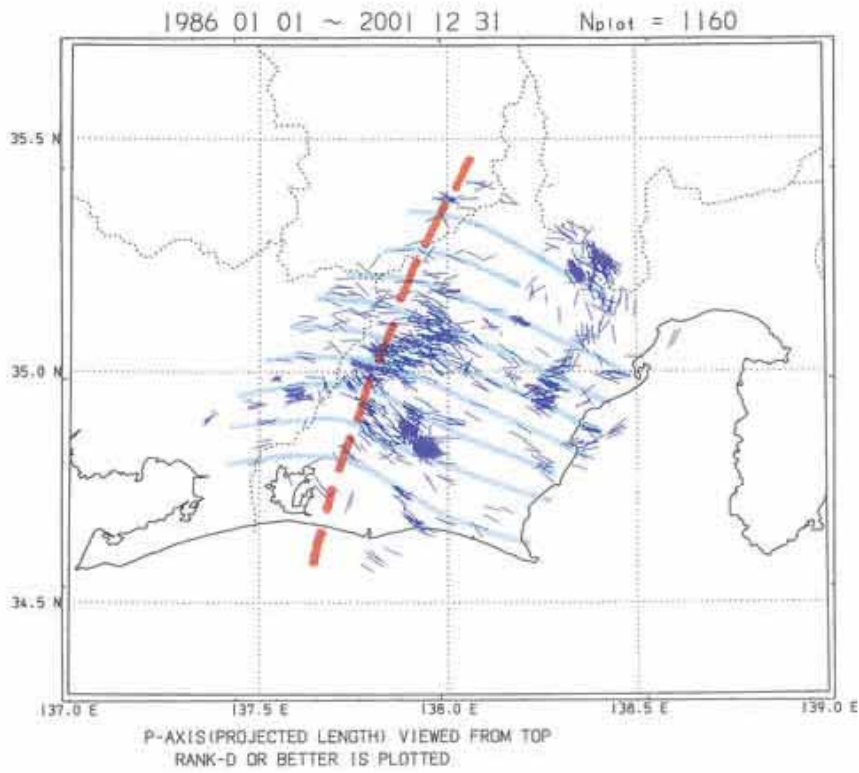 1986 01 01 ~ 2001 12 31 Nplot = 1160
35.5 N
35.0 N
34.5 N
137.0 E 137.5 E 138.0 E 138.5 E 139.0 E
P-AXIS(PROJECTED LENGTH) VIEWED FROM TOP
RANK-D OR BETTER IS PLOTTED